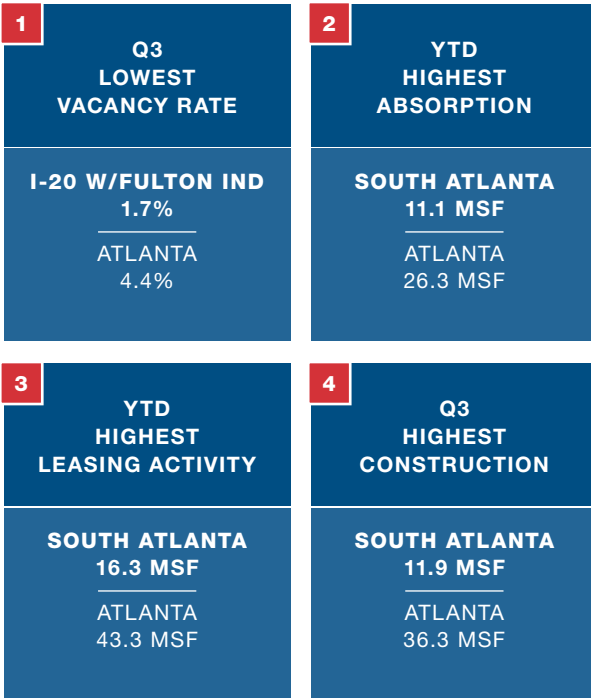 1
Q3
LOWEST
VACANCY RATE
I-20 W/FULTON IND
1.7%
ATLANTA
4.4%
2
YTD
HIGHEST
ABSORPTION
SOUTH ATLANTA
11.1 MSF
ATLANTA
26.3 MSF
3
YTD
HIGHEST
LEASING ACTIVITY
SOUTH ATLANTA
16.3 MSF
ATLANTA
43.3 MSF
4
Q3
HIGHEST
CONSTRUCTION
SOUTH ATLANTA
11.9 MSF
ATLANTA
36.3 MSF